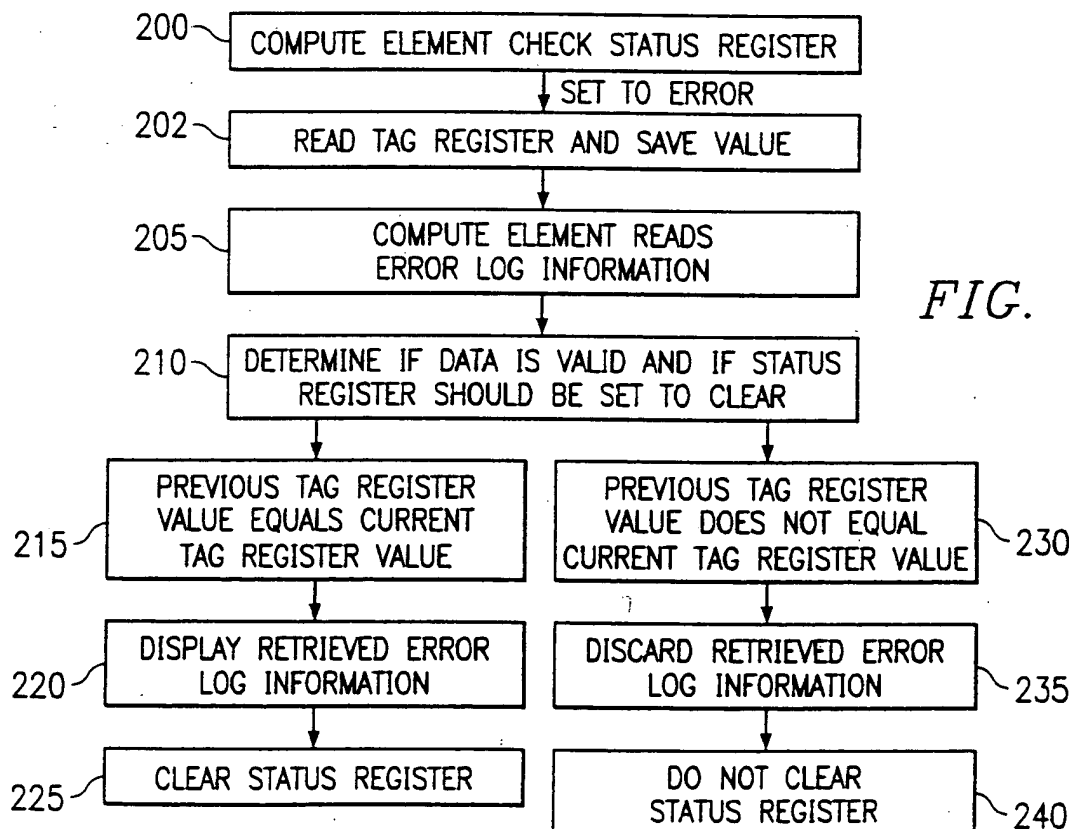 200
COMPUTE ELEMENT CHECK STATUS REGISTER
SET TO ERROR
202
READ TAG REGISTER AND SAVE VALUE
205
COMPUTE ELEMENT READS
ERROR LOG INFORMATION
FIG.
210
DETERMINE IF DATA IS VALID AND IF STATUS
REGISTER SHOULD BE SET TO CLEAR
215
PREVIOUS TAG REGISTER
VALUE EQUALS CURRENT
TAG REGISTER VALUE
PREVIOUS TAG REGISTER
VALUE DOES NOT EQUAL
CURRENT TAG REGISTER VALUE
230
220
DISPLAY RETRIEVED ERROR
LOG INFORMATION
DISCARD RETRIEVED ERROR
LOG INFORMATION
235
225
CLEAR STATUS REGISTER
DO NOT CLEAR
STATUS REGISTER
240